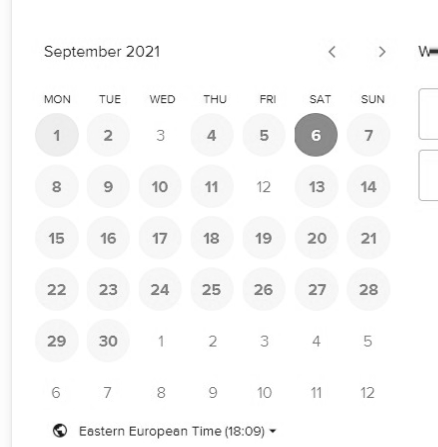 September 2021 < >
MON TUE WED THU FRI SAT SUN
1 2 3 4 5 6 7
8 9 10 11 12 13 14
15 16 17 18 19 20 21
22 23 24 25 26 27 28
29 30 1 2 3 4 5
6 7 8 9 10 11 12
Eastern European Time (18:09)